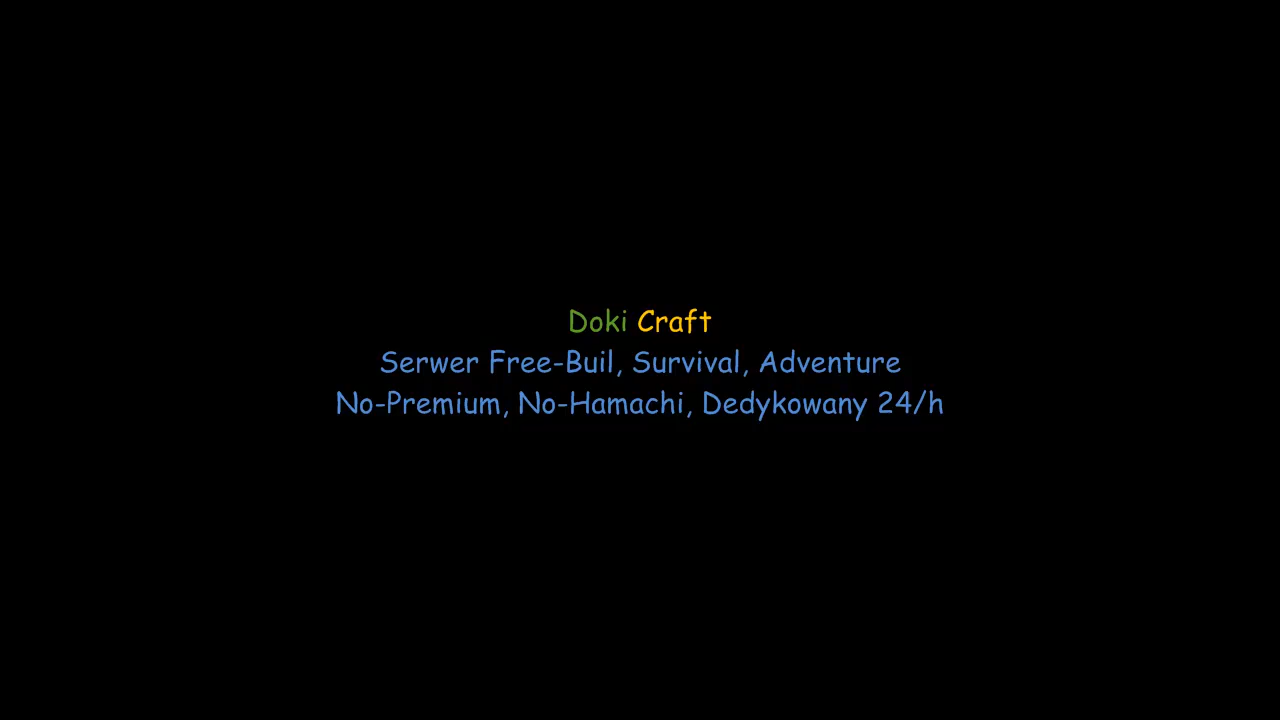 Doki Craft
Serwer Free-Buil, Survival, Adventure
No-Premium, No-Hamachi, Dedykowany 24/h